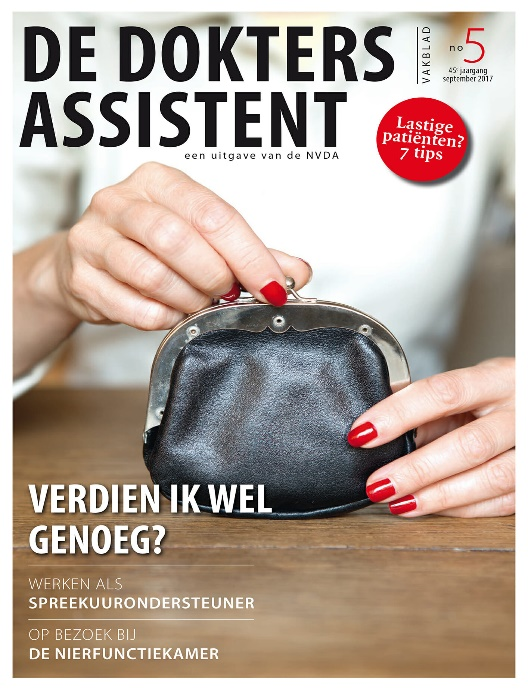 DE DOKTERS
ASSISTENT
een uitgave van de NVDA
VAKBLAD
no 5
45e jaargang
september 2017
Lastige
patiënten?
7 tips
VERDIEN IK WEL
GENOEG?
WERKEN ALS
SPREEKUURONDERSTEUNER
OP BEZOEK BIJ
DE NIERFUNCTIEKAMER